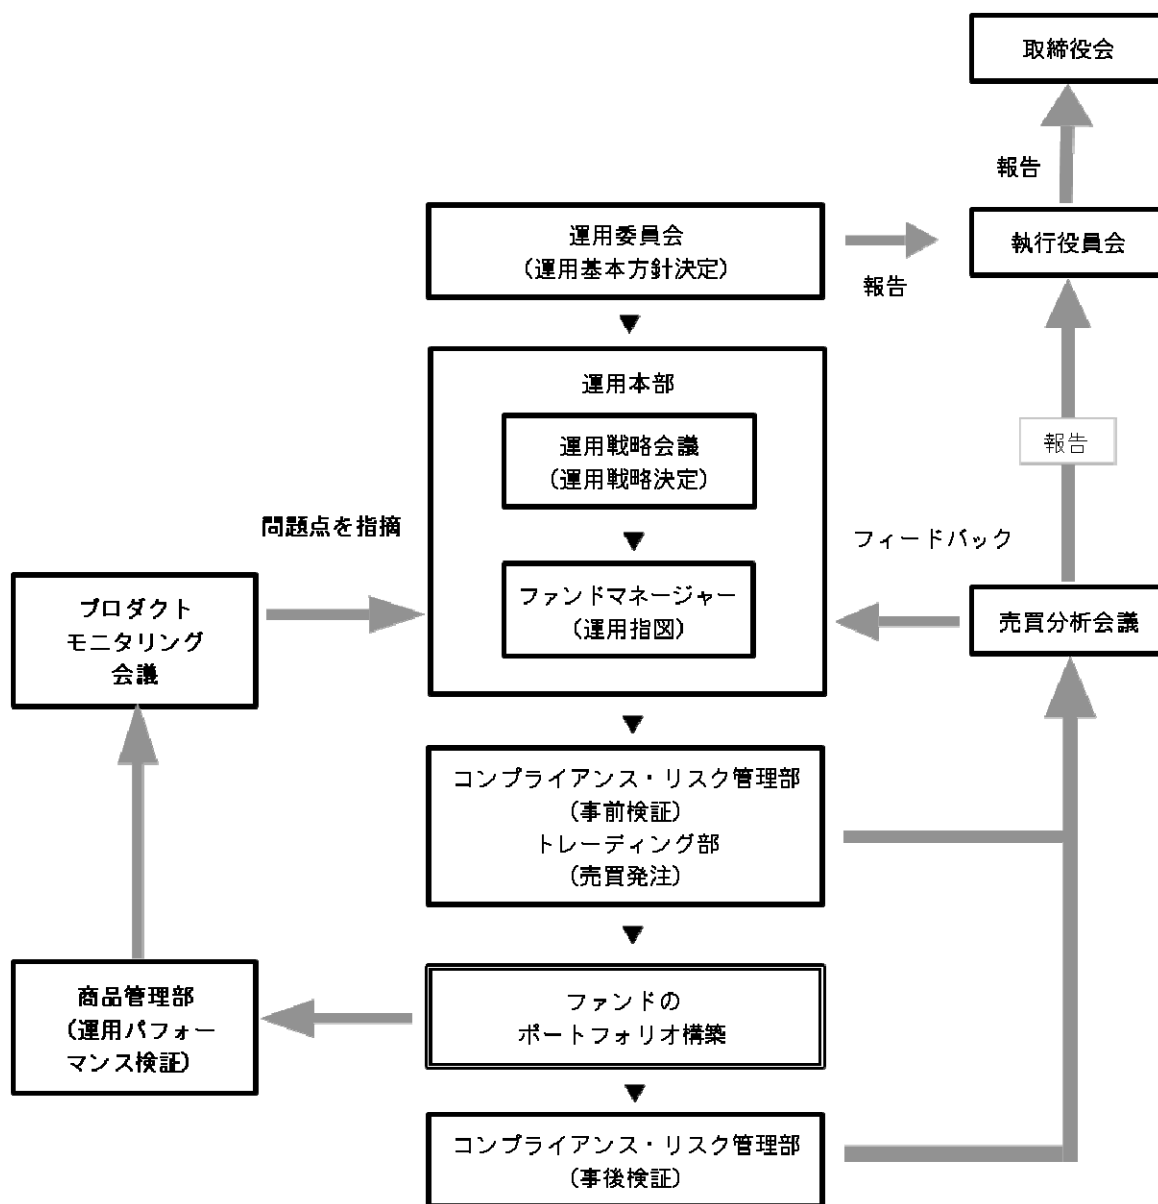 取締役会
報告
運用委員会
（運用基本方針決定）
報告
執行役員会
運用本部
運用戦略会議
（運用戦略決定）
報告
問題点を指摘
フィードバック
プロダクト
モニタリング
会議
ファンドマネージャー
（運用指図）
売買分析会議
コンプライアンス・リスク管理部
（事前検証）
トレーディング部
（売買発注）
商品管理部
（運用パフォー
マンス検証）
ファンドの
ポートフォリオ構築
コンプライアンス・リスク管理部
（事後検証）